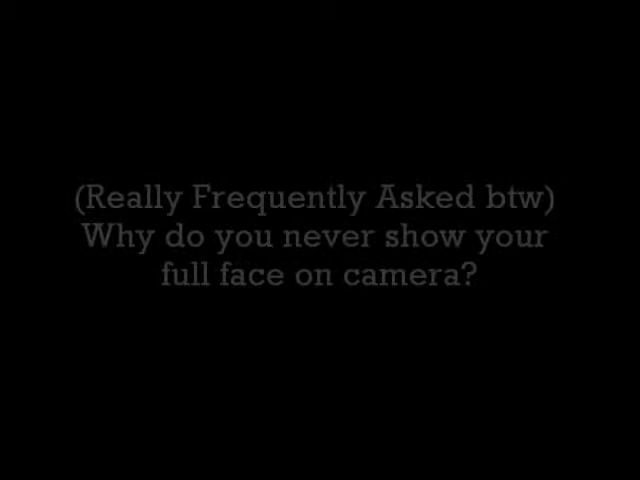 (Really Frequently Asked btw)
Why do you never show your
full face on camera?